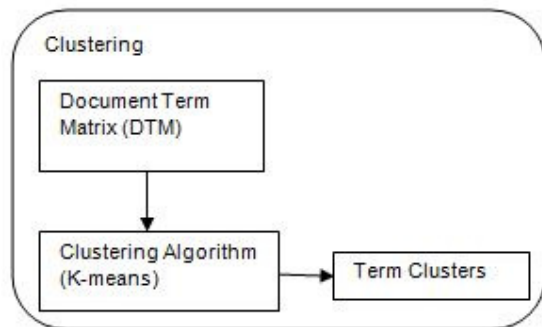 Clustering
Document Term
Matrix (DTM)
Clustering Algorithm
(K-means)
Term Clusters